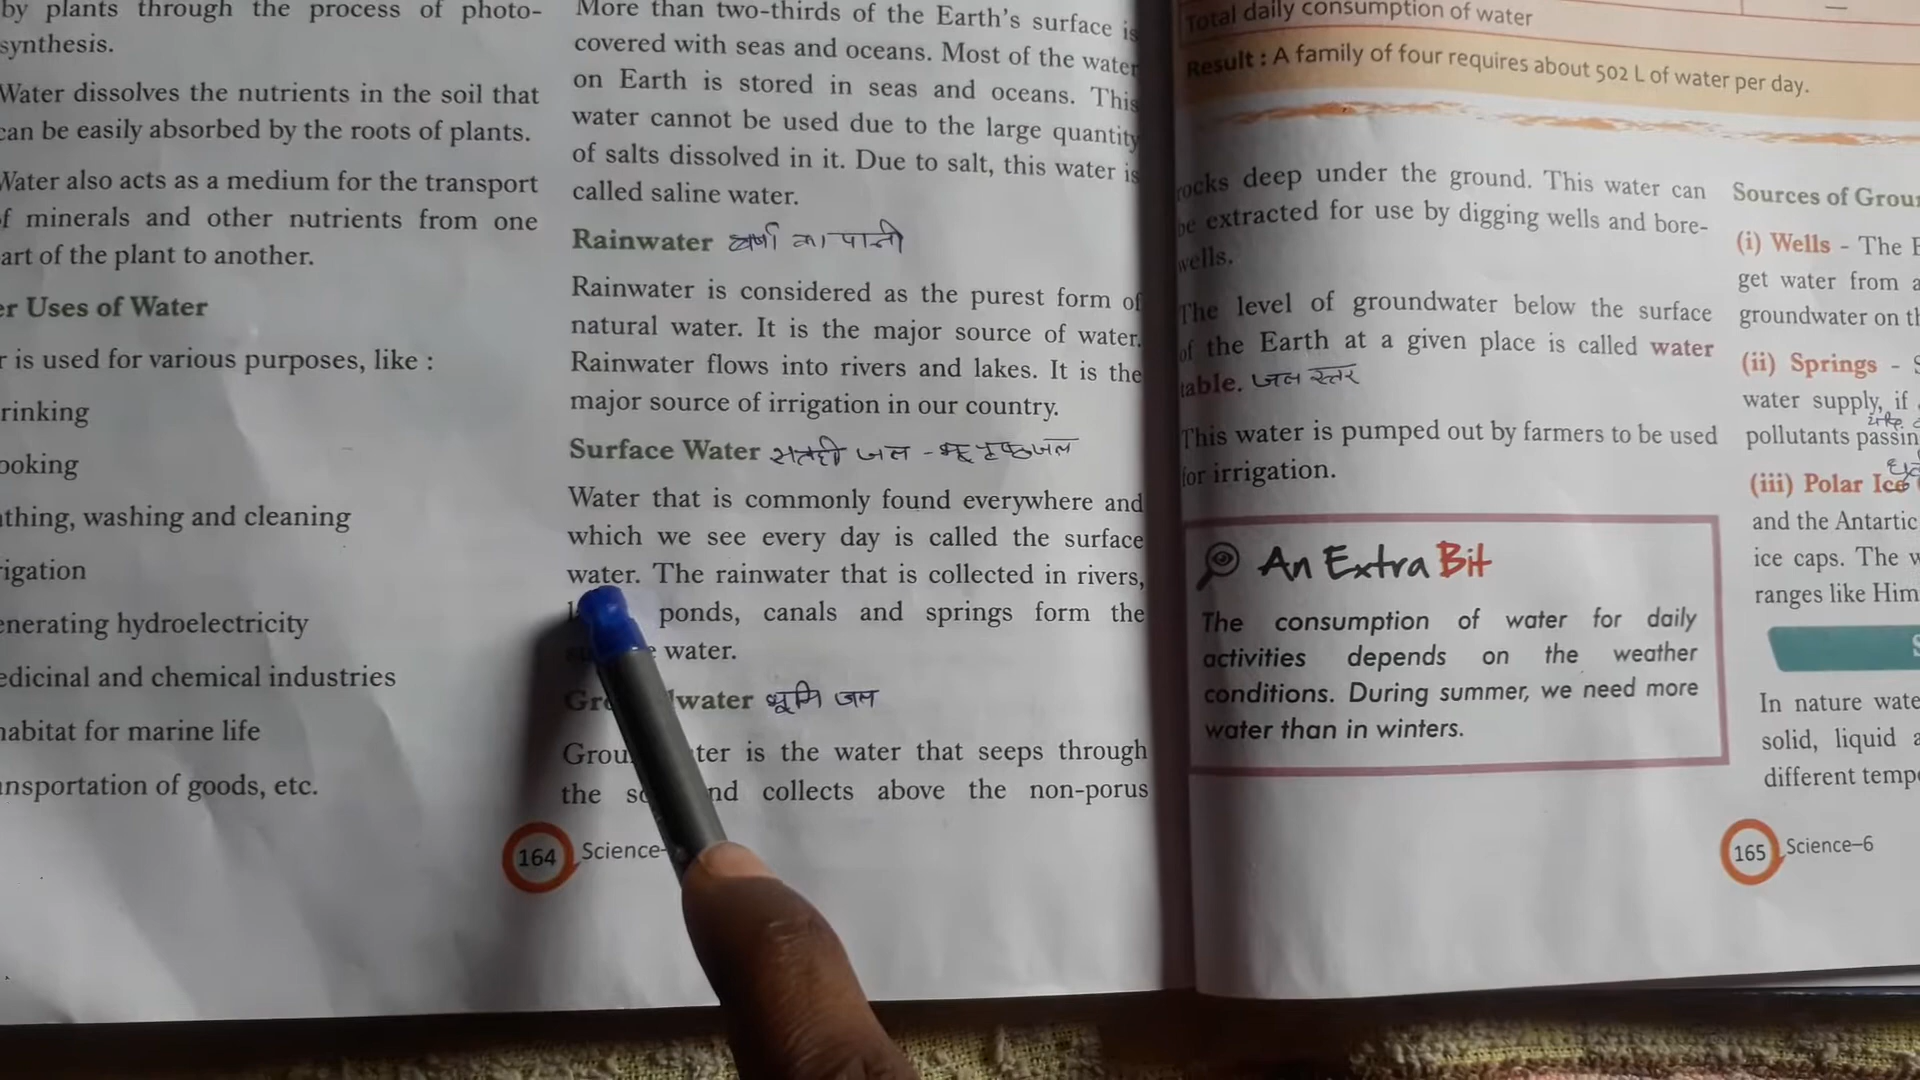 by plants through the process of photo-
synthesis.
Water dissolves the nutrients in the soil that
can be easily absorbed by the roots of plants.
Water also acts as a medium for the transport
of minerals and other nutrients from one
art of the plant to another.
er Uses of Water
r is used for various purposes, like :
rinking
ooking
thing, washing and cleaning
rigation
enerating hydroelectricity
edicinal and chemical industries
habitat for marine life
ansportation of goods, etc.
More than two-thirds of the Earth's surface is
covered with seas and oceans. Most of the water
on Earth is stored in seas and oceans. This
water cannot be used due to the large quantity
of salts dissolved in it. Due to salt, this water is
called saline water.
Rainwater वर्षा का पानी
Rainwater is considered as the purest form of
natural water. It is the major source of water.
Rainwater flows into rivers and lakes. It is the
major source of irrigation in our country.
Surface Water सतही जल -
Water that is commonly found everywhere and
which we see every day is called the surface
water. The rainwater that is collected in rivers,
ponds, canals and springs form the
water.
water भूमि जल
is the water that seeps through
the collects above the non-porus
164 Science-
Total daily consumption of water
Result : A family of four requires about 502 L of water per day.
rocks deep under the ground. This water can
be extracted for use by digging wells and bore-
wells.
The level of groundwater below the surface
of the Earth at a given place is called water
table. जल स्तर
This water is pumped out by farmers to be used
for irrigation.
An Extra Bit
The consumption of water for daily
activities depends on the weather
conditions. During summer, we need more
water than in winters.
Sources of Grou
(i) Wells - The E
get water from a
groundwater on th
(ii) Springs - S
water supply, if
pollutants passin
(iii) Polar Ice
and the Antartic
ice caps. The w
ranges like Him
S
In nature wate
solid, liquid a
different temp
165 Science–6